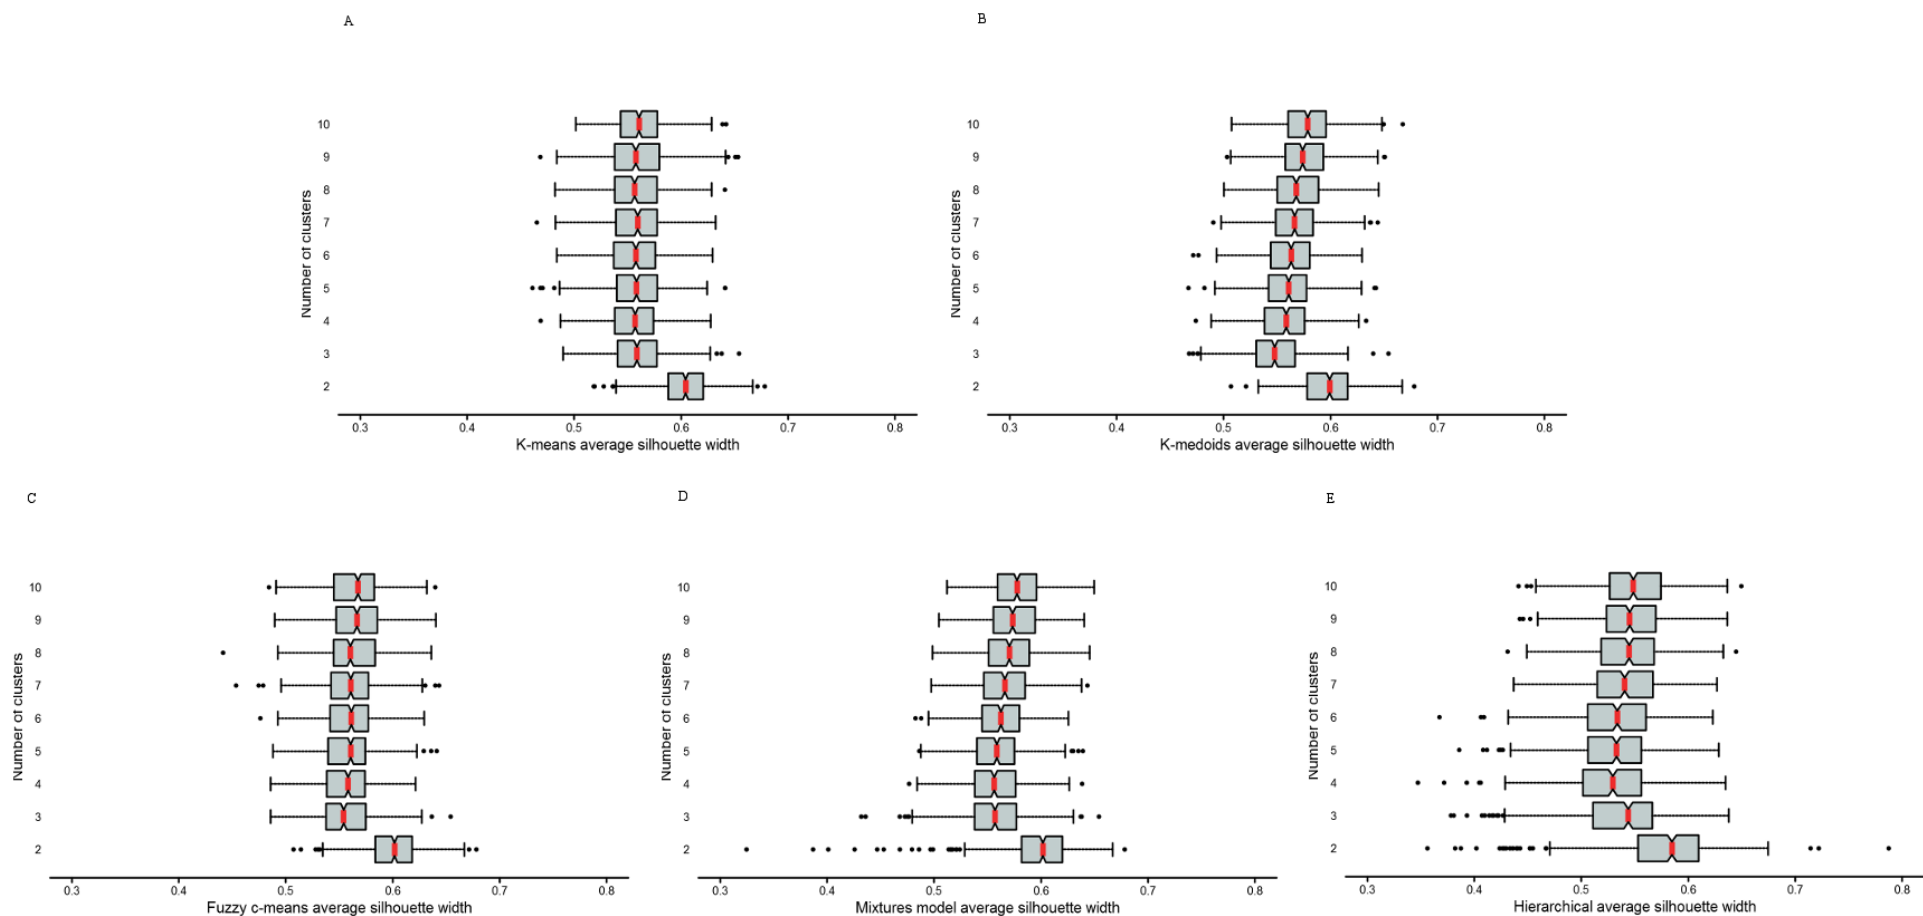 A
B
10
9
8
7
6
5
4
3
2
Number of clusters
0.3 0.4 0.5 0.6 0.7 0.8
K-means average silhouette width
10
9
8
7
6
5
4
3
2
Number of clusters
0.3 0.4 0.5 0.6 0.7 0.8
K-medoids average silhouette width
C
D
E
10
9
8
7
6
5
4
3
2
Number of clusters
0.3 0.4 0.5 0.6 0.7 0.8
Fuzzy c-means average silhouette width
10
9
8
7
6
5
4
3
2
Number of clusters
0.3 0.4 0.5 0.6 0.7 0.8
Mixtures model average silhouette width
10
9
8
7
6
5
4
3
2
Number of clusters
0.3 0.4 0.5 0.6 0.7 0.8
Hierarchical average silhouette width